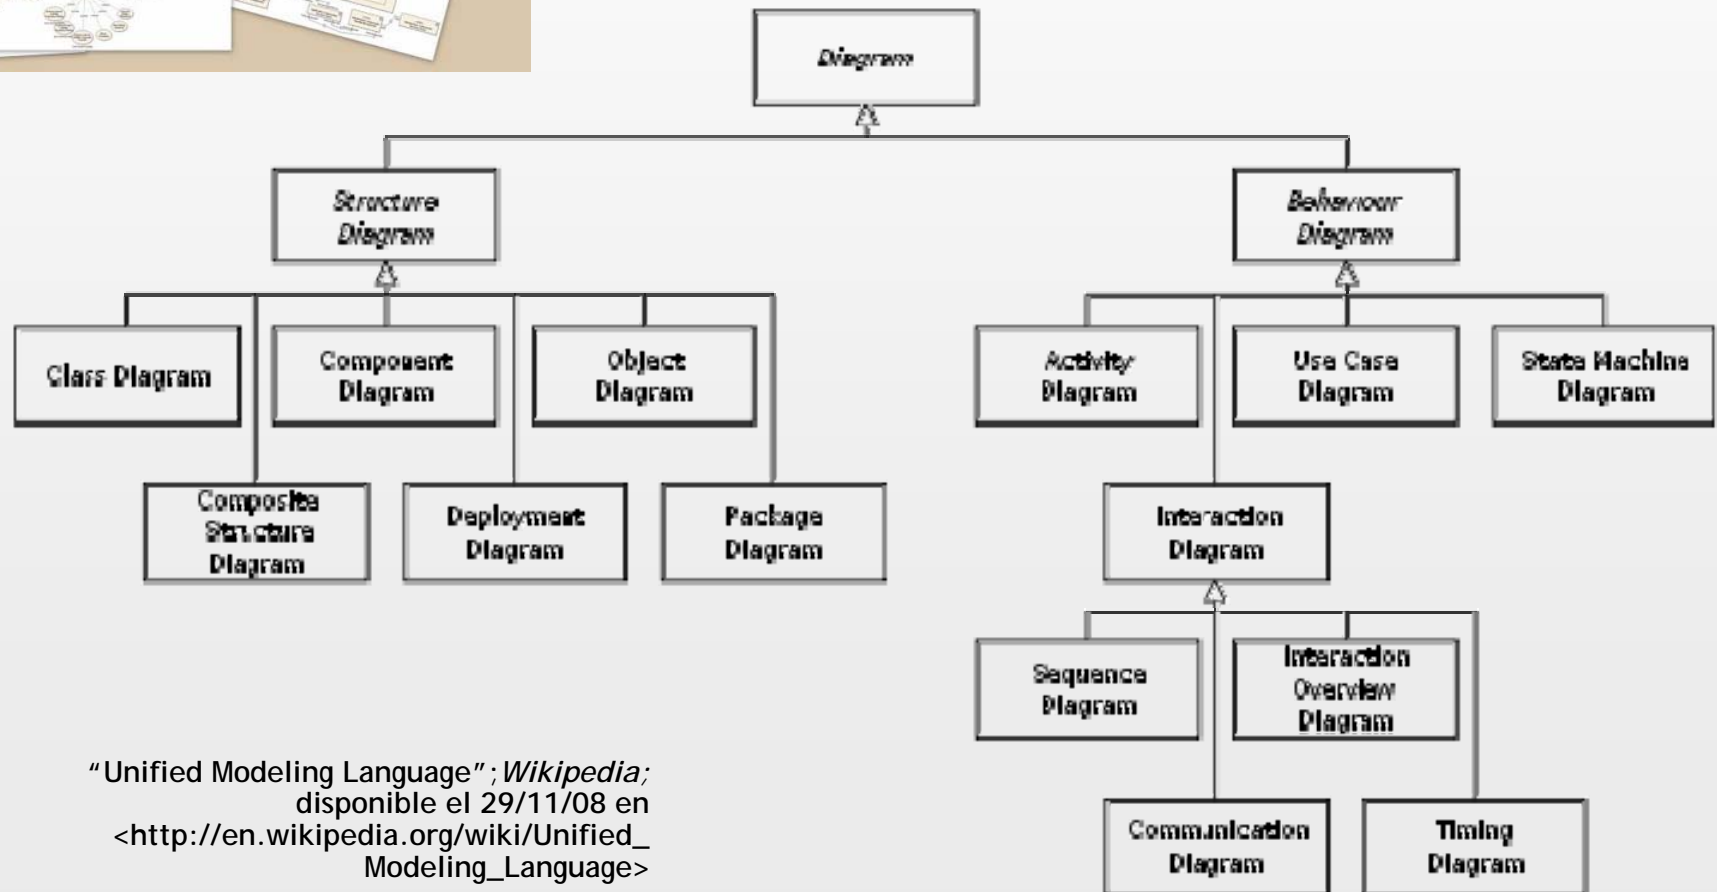 Diagram
Structure
Diagram
Behaviour
Diagram
Class Diagram
Component
Diagram
Object
Diagram
Activity
Diagram
Use Case
Diagram
State Machine
Diagram
Composite
Structure
Diagram
Deployment
Diagram
Package
Diagram
Interaction
Diagram
Sequence
Diagram
Interaction
Overview
Diagram
Communication
Diagram
Timing
Diagram
“Unified Modeling Language”; Wikipedia;
disponible el 29/11/08 en
<http://en.wikipedia.org/wiki/Unified_
Modeling_Language>